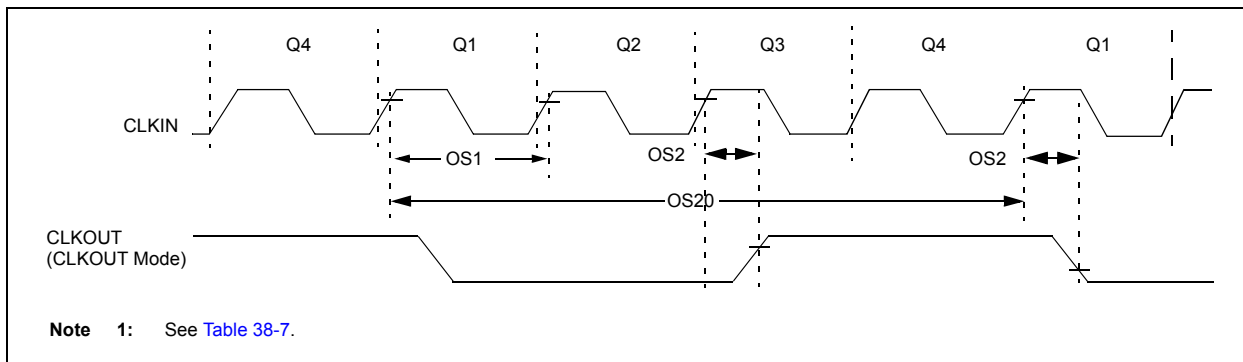 Q4 Q1 Q2 Q3 Q4 Q1
CLKIN
OS1 OS2 OS2
OS20
CLKOUT
(CLKOUT Mode)
Note 1: See Table 38-7.